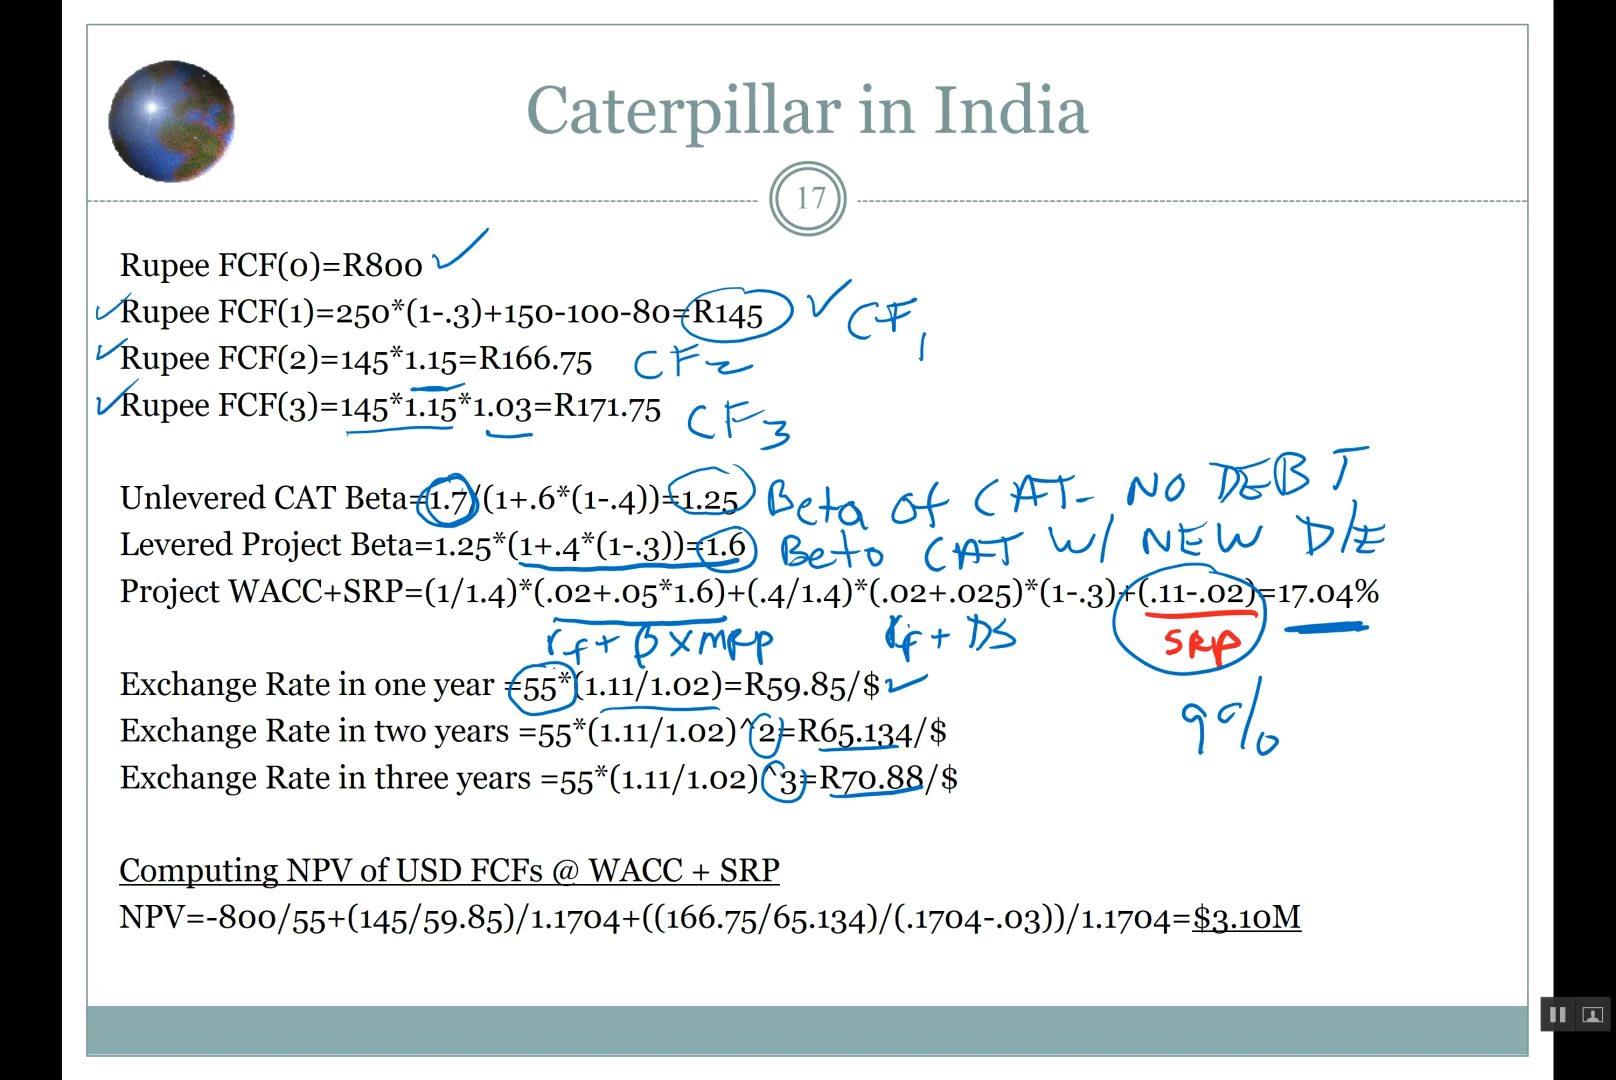 Caterpillar in India
17
Rupee FCF(0)=R800
Rupee FCF(1)=250*(1-.3)+150-100-80=R145 CF1
Rupee FCF(2)=145*1.15=R166.75 CF2
Rupee FCF(3)=145*1.15*1.03=R171.75 CF3
Unlevered CAT Beta=1.7/(1+.6*(1-.4))=1.25 Beta of CAT- NO DEBT
Levered Project Beta=1.25*(1+.4*(1-.3))=1.6 Beta CAT W/ NEW D/E
Project WACC+SRP=(1/1.4)*(.02+.05*1.6)+(.4/1.4)*(.02+.025)*(1-.3)+(.11-.02)=17.04%
rf + β x MRP rf + DS SRP
Exchange Rate in one year =55*(1.11/1.02)=R59.85/$
9%
Exchange Rate in two years =55*(1.11/1.02)^2=R65.134/$
Exchange Rate in three years =55*(1.11/1.02)^3=R70.88/$
Computing NPV of USD FCFs @ WACC + SRP
NPV=-800/55+(145/59.85)/1.1704+((166.75/65.134)/(.1704-.03))/1.1704=$3.10M